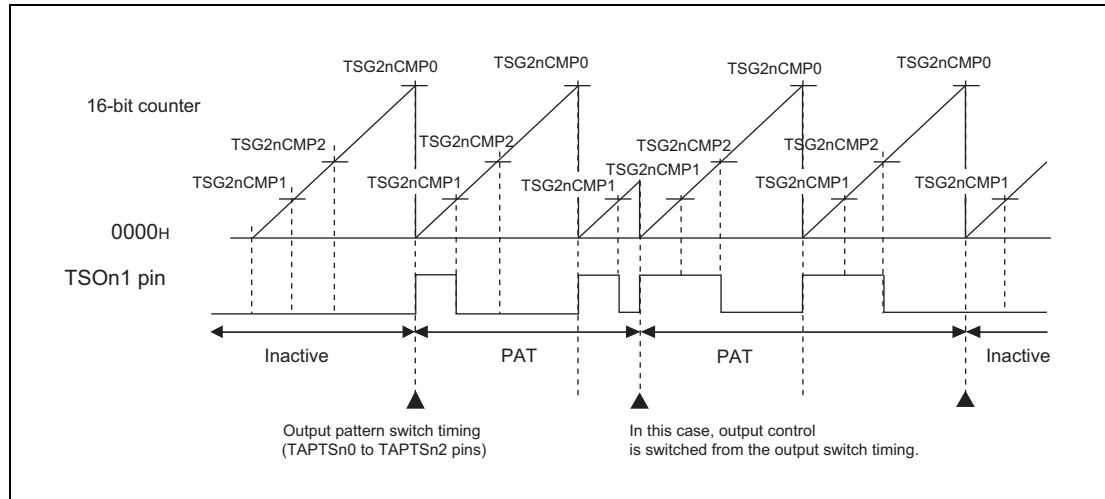 TSG2nCMP0 TSG2nCMP0 TSG2nCMP0 TSG2nCMP0
16-bit counter
TSG2nCMP2 TSG2nCMP2 TSG2nCMP2 TSG2nCMP2
TSG2nCMP1 TSG2nCMP1 TSG2nCMP1 TSG2nCMP1 TSG2nCMP1 TSG2nCMP1
0000H
TSOn1 pin
Inactive PAT PAT Inactive
Output pattern switch timing
(TAPTSn0 to TAPTSn2 pins)
In this case, output control
is switched from the output switch timing.